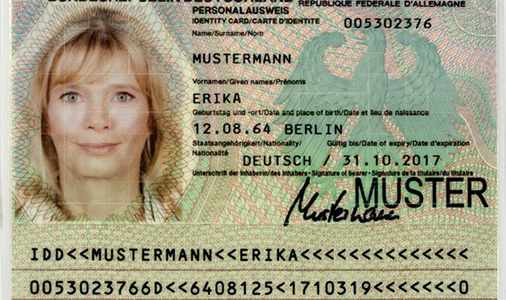 BUNDESREPUBLIK DEUTSCHLAND
REPUBLIQUE FEDERALE D'ALLEMAGNE
PERSONALAUSWEIS
IDENTITY CARD/CARTE D'IDENTITE 005302376
Name/Surname/Nom
MUSTERMANN
Vornamen/Given names/Prénoms
ERIKA
Geburtstag und -ort/Date and place of birth/Date et lieu de naissance
12.08.64 BERLIN
Staatsangehörigkeit/Nationality/ Gültig bis/Date of expiry/Date d'expiration
Nationalité
DEUTSCH / 31.10.2017
Unterschrift der Inhaberin/des Inhabers - Signature of bearer - Signature de la titulaire/du titulaire
Mustermann
MUSTER
IDD<<MUSTERMANN<<ERIKA<<<<<<<<<<<<<<
0053023766D<<6408125<1710319<<<<<<<0